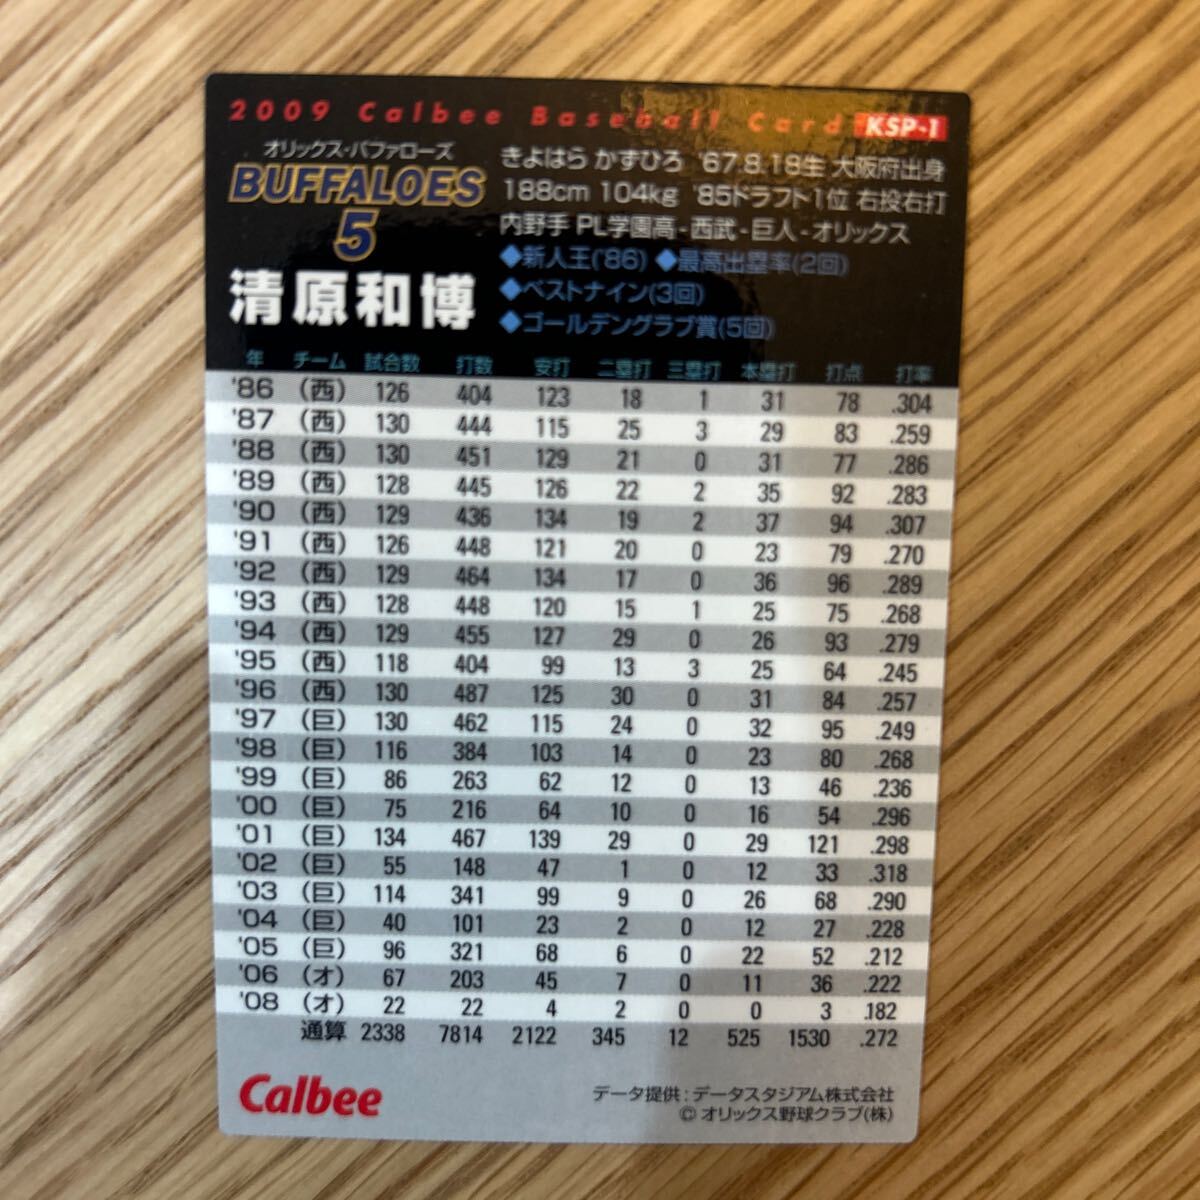 2009 Calbee Baseball Card KSP-1
オリックス・バファローズ
BUFFALOES
5
清原和博
きよはら かずひろ '67.8.18生 大阪府出身
188cm 104kg '85ドラフト1位 右投右打
内野手 PL学園高-西武-巨人-オリックス
◆新人王('86) ◆最高出塁率(2回)
◆ベストナイン(3回)
◆ゴールデングラブ賞(5回)
年 チーム 試合数 打数 安打 二塁打 三塁打 本塁打 打点 打率
'86 (西) 126 404 123 18 1 31 78 .304
'87 (西) 130 444 115 25 3 29 83 .259
'88 (西) 130 451 129 21 0 31 77 .286
'89 (西) 128 445 126 22 2 35 92 .283
'90 (西) 129 436 134 19 2 37 94 .307
'91 (西) 126 448 121 20 0 23 79 .270
'92 (西) 129 464 134 17 0 36 96 .289
'93 (西) 128 448 120 15 1 25 75 .268
'94 (西) 129 455 127 29 0 26 93 .279
'95 (西) 118 404 99 13 3 25 64 .245
'96 (西) 130 487 125 30 0 31 84 .257
'97 (巨) 130 462 115 24 0 32 95 .249
'98 (巨) 116 384 103 14 0 23 80 .268
'99 (巨) 86 263 62 12 0 13 46 .236
'00 (巨) 75 216 64 10 0 16 54 .296
'01 (巨) 134 467 139 29 0 29 121 .298
'02 (巨) 55 148 47 1 0 12 33 .318
'03 (巨) 114 341 99 9 0 26 68 .290
'04 (巨) 40 101 23 2 0 12 27 .228
'05 (巨) 96 321 68 6 0 22 52 .212
'06 (オ) 67 203 45 7 0 11 36 .222
'08 (オ) 22 22 4 2 0 0 3 .182
通算 2338 7814 2122 345 12 525 1530 .272
Calbee
データ提供:データスタジアム株式会社
© オリックス野球クラブ(株)